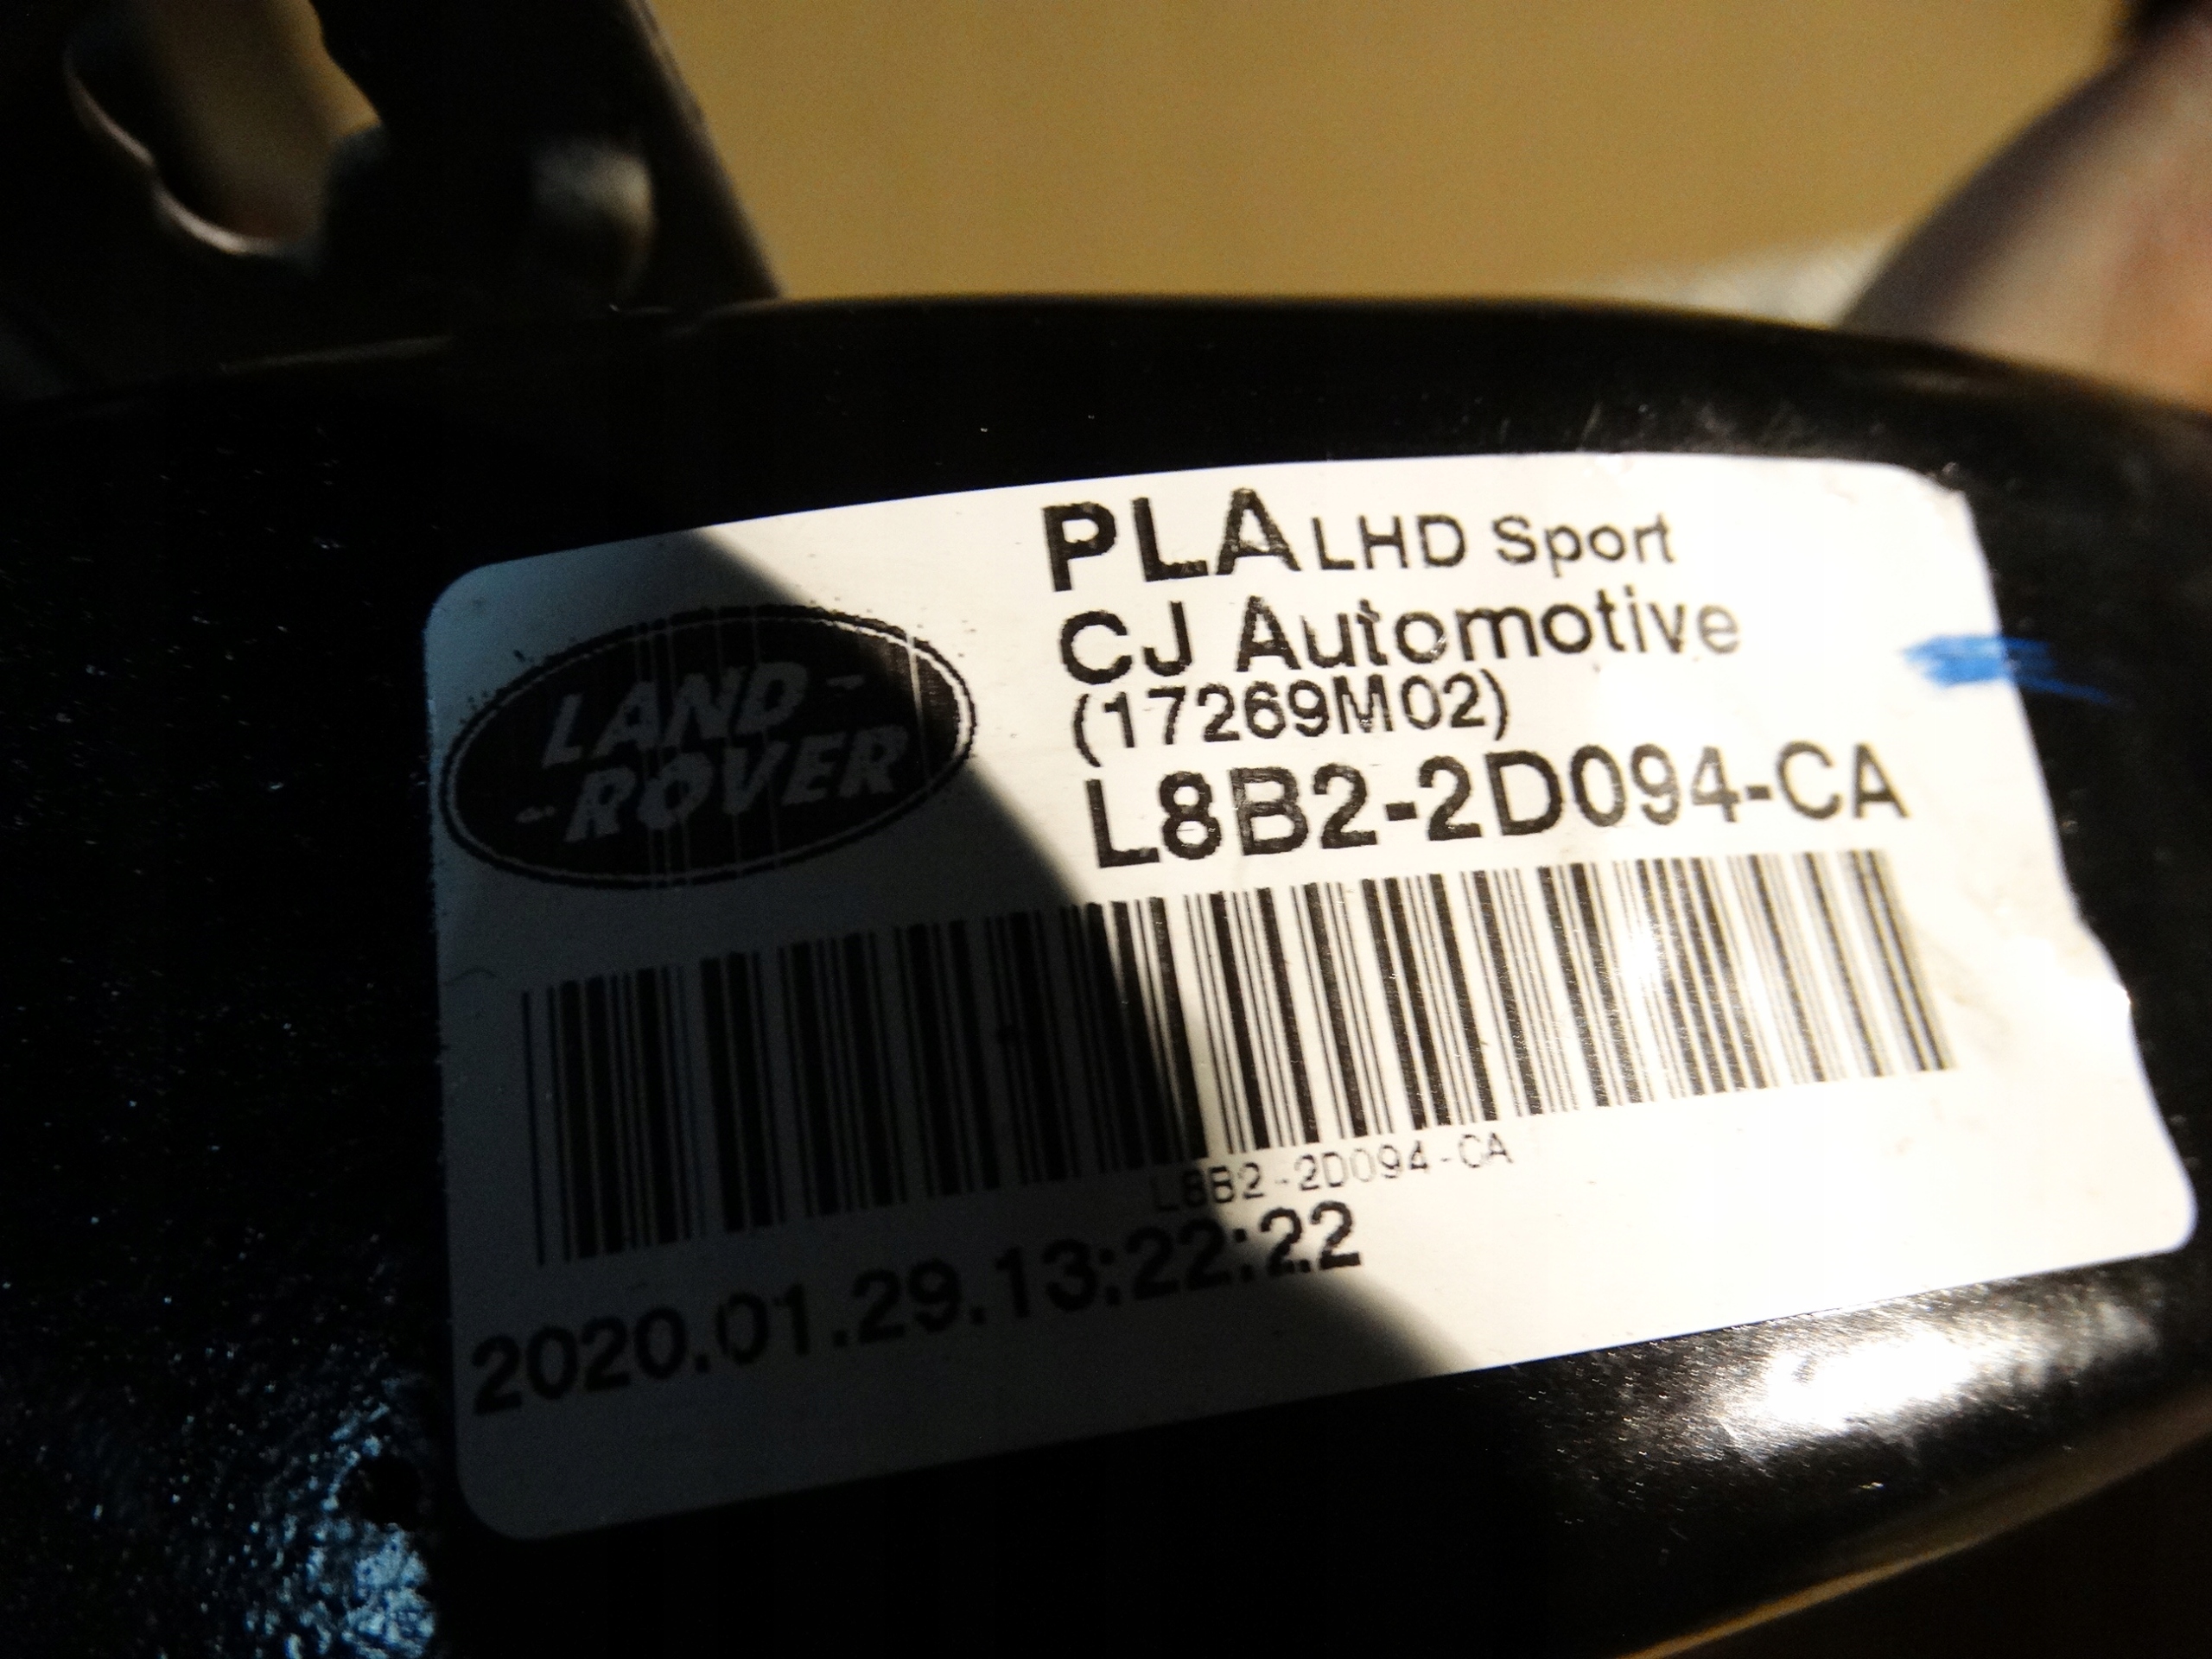 PLA LHD Sport
CJ Automotive
(17269M02)
LAND-
-ROVER
L8B2-2D094-CA
L8B2-2D094-CA
2020.01.29.13:22:22